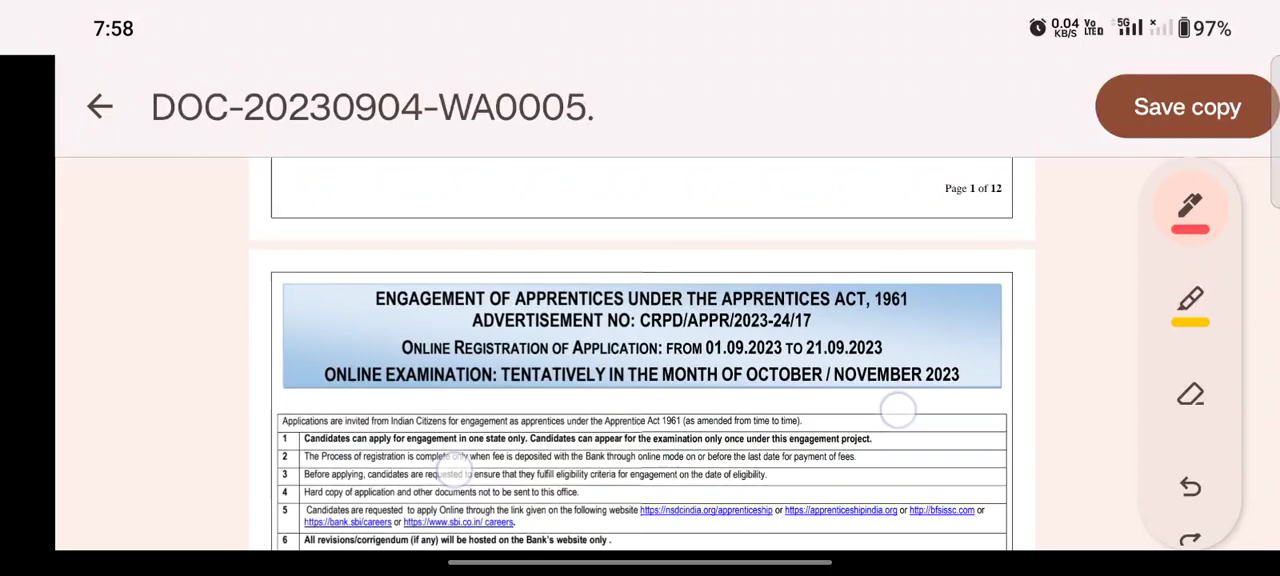 7:58
0.04 KB/S Vo LTE 5G 97%
DOC-20230904-WA0005.
Save copy
Page 1 of 12
ENGAGEMENT OF APPRENTICES UNDER THE APPRENTICES ACT, 1961
ADVERTISEMENT NO: CRPD/APPR/2023-24/17
ONLINE REGISTRATION OF APPLICATION: FROM 01.09.2023 TO 21.09.2023
ONLINE EXAMINATION: TENTATIVELY IN THE MONTH OF OCTOBER / NOVEMBER 2023
Applications are invited from Indian Citizens for engagement as apprentices under the Apprentice Act 1961 (as amended from time to time).
1 Candidates can apply for engagement in one state only. Candidates can appear for the examination only once under this engagement project.
2 The Process of registration is complete only when fee is deposited with the Bank through online mode on or before the last date for payment of fees.
3 Before applying, candidates are requested to ensure that they fulfill eligibility criteria for engagement on the date of eligibility.
4 Hard copy of application and other documents not to be sent to this office.
5 Candidates are requested to apply Online through the link given on the following website https://nsdcindia.org/apprenticeship or https://apprenticeshipindia.org or http://bfsissc.com or
https://bank.sbi/careers or https://www.sbi.co.in/ careers.
6 All revisions/corrigendum (if any) will be hosted on the Bank's website only .